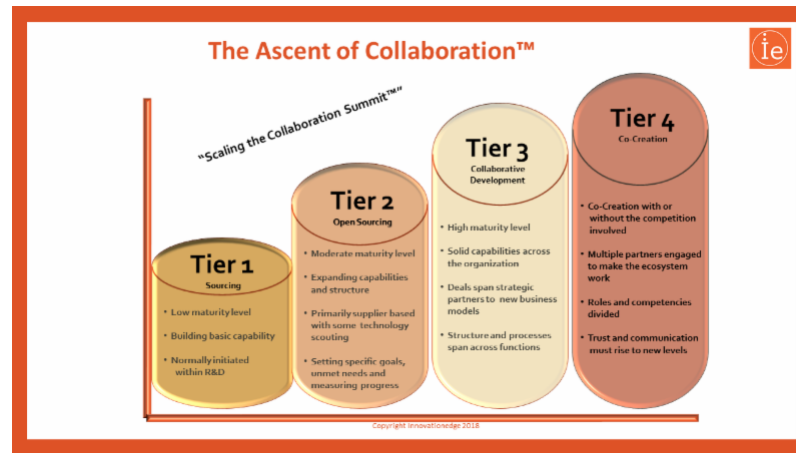 The Ascent of Collaboration™
ie
“Scaling the Collaboration Summit™”
Tier 1
Sourcing
• Low maturity level
• Building basic capability
• Normally initiated
within R&D
Tier 2
Open Sourcing
• Moderate maturity level
• Expanding capabilities
and structure
• Primarily supplier based
with some technology
scouting
• Setting specific goals,
unmet needs and
measuring progress
Tier 3
Collaborative
Development
• High maturity level
• Solid capabilities across
the organization
• Deals span strategic
partners to new business
models
• Structure and processes
span across functions
Tier 4
Co-Creation
• Co-Creation with or
without the competition
involved
• Multiple partners engaged
to make the ecosystem
work
• Roles and competencies
divided
• Trust and communication
must rise to new levels
Copyright Innovationedge 2018